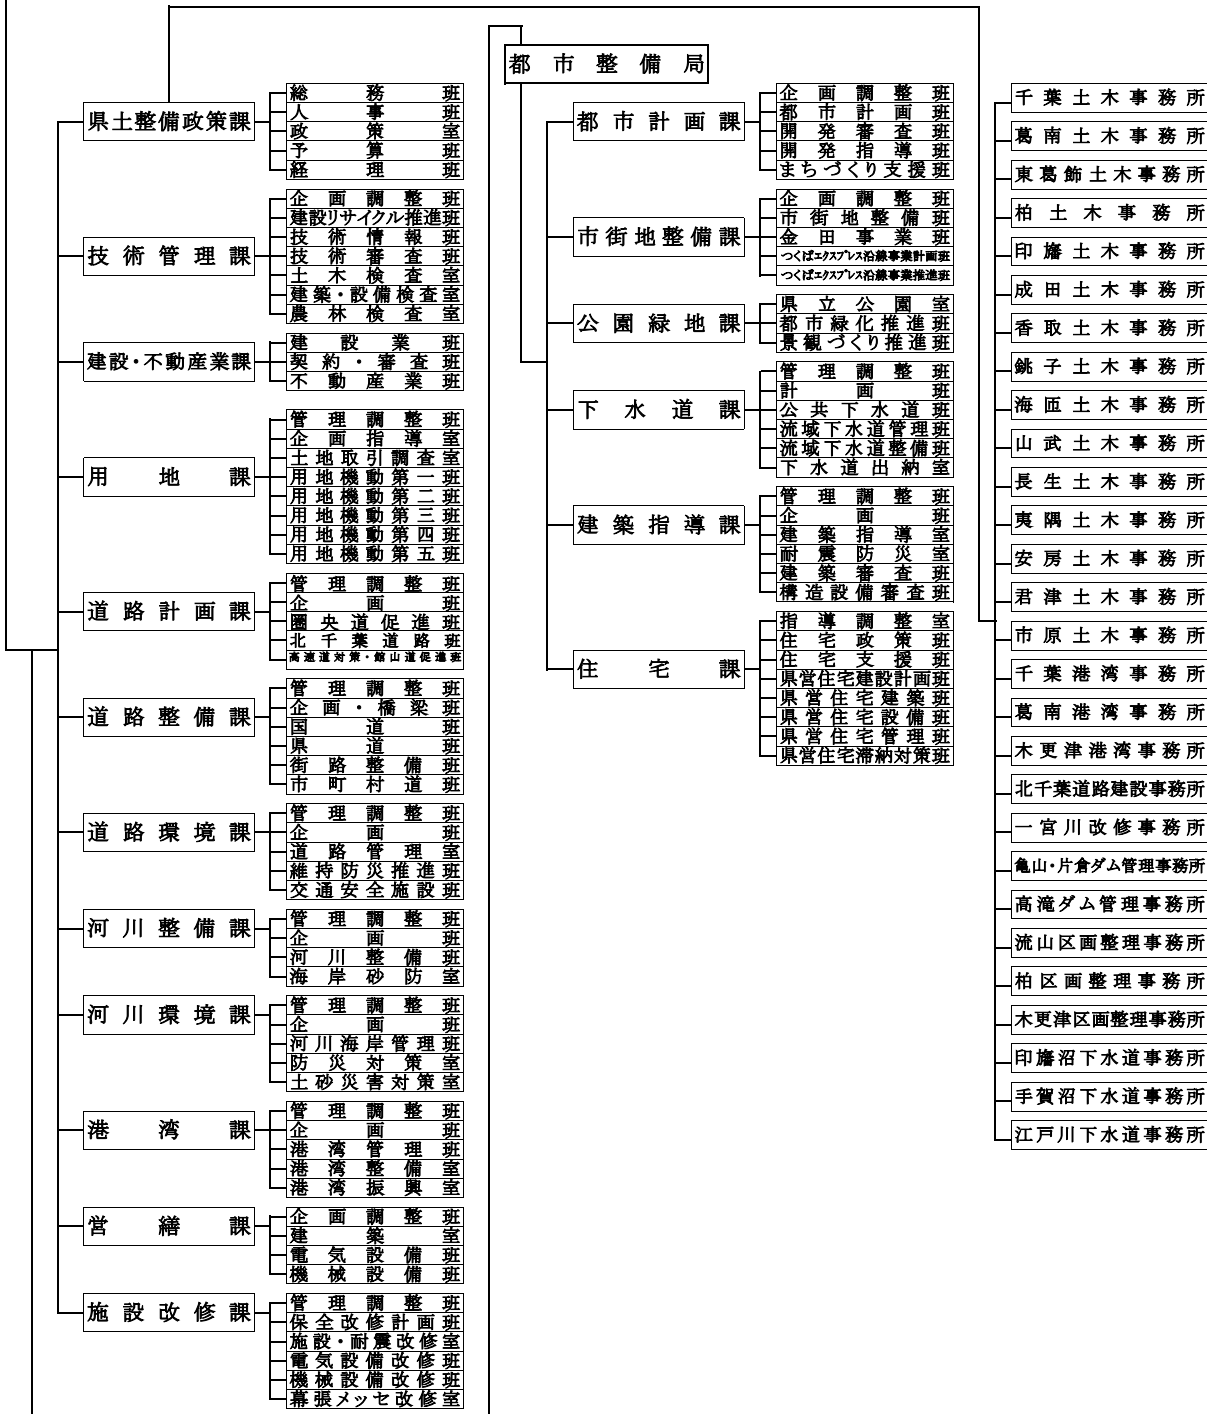 県土整備政策課
総務班
人事班
政策室
予算班
経理班
技術管理課
企画調整班
建設リサイクル推進班
技術情報班
技術審査班
土木検査室
建築・設備検査室
農林検査室
建設・不動産業課
建設業班
契約・審査班
不動産業班
用地課
管理調整班
企画指導室
土地取引調査室
用地機動第一班
用地機動第二班
用地機動第三班
用地機動第四班
用地機動第五班
道路計画課
管理調整班
企画班
圏央道促進班
北千葉道路班
高速道対策・館山道促進班
道路整備課
管理調整班
企画・橋梁班
国道班
県道班
街路整備班
市町村道班
道路環境課
管理調整班
企画班
道路管理室
維持防災推進班
交通安全施設班
河川整備課
管理調整班
企画班
河川整備班
海岸砂防室
河川環境課
管理調整班
企画班
河川海岸管理班
防災対策室
土砂災害対策室
港湾課
管理調整班
企画班
港湾管理班
港湾整備室
港湾振興室
営繕課
企画調整班
建築室
電気設備班
機械設備班
施設改修課
管理調整班
保全改修計画班
施設・耐震改修室
電気設備改修班
機械設備改修班
幕張メッセ改修室
都市整備局
都市計画課
企画調整班
都市計画班
開発審査班
開発指導班
まちづくり支援班
市街地整備課
企画調整班
市街地整備班
金田事業班
つくばエクスプレス沿線事業計画班
つくばエクスプレス沿線事業推進班
公園緑地課
県立公園室
都市緑化推進班
景観づくり推進班
下水道課
管理調整班
計画班
公共下水道班
流域下水道管理班
流域下水道整備班
下水道出納室
建築指導課
管理調整班
企画班
建築指導室
耐震防災室
建築審査班
構造設備審査班
住宅課
指導調整室
住宅政策班
住宅支援班
県営住宅建設計画班
県営住宅建築班
県営住宅設備班
県営住宅管理班
県営住宅滞納対策班
千葉土木事務所
葛南土木事務所
東葛飾土木事務所
柏土木事務所
印旛土木事務所
成田土木事務所
香取土木事務所
銚子土木事務所
海匝土木事務所
山武土木事務所
長生土木事務所
夷隅土木事務所
安房土木事務所
君津土木事務所
市原土木事務所
千葉港湾事務所
葛南港湾事務所
木更津港湾事務所
北千葉道路建設事務所
一宮川改修事務所
亀山・片倉ダム管理事務所
高滝ダム管理事務所
流山区画整理事務所
柏区画整理事務所
木更津区画整理事務所
印旛沼下水道事務所
手賀沼下水道事務所
江戸川下水道事務所